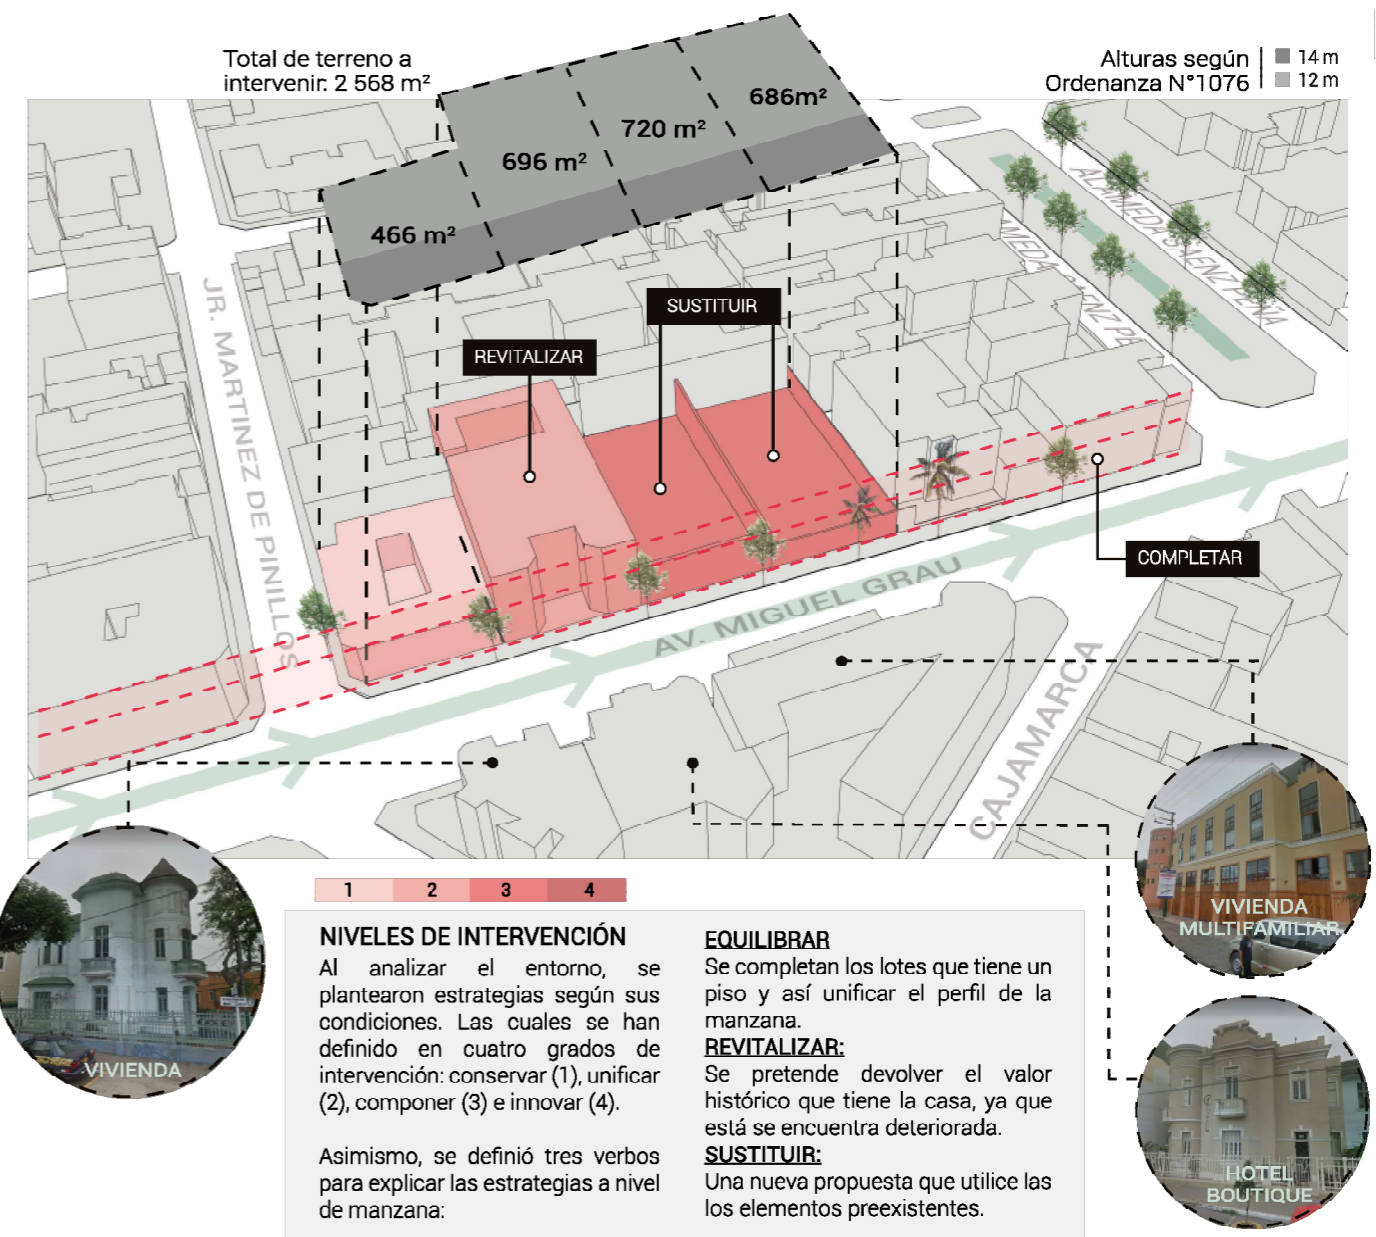 Total de terreno a
intervenir. 2 568 m²
Alturas según
Ordenanza N°1076
14 m
12 m
686m²
720 m²
696 m²
466 m²
ALAMEDA SAENZ PEÑA
AMEDA SAENZ PE
JR. MARTINEZ DE PINILLOS
SUSTITUIR
REVITALIZAR
COMPLETAR
AV. MIGUEL GRAU
CAJAMARCA
VIVIENDA
MULTIFAMILIAR
VIVIENDA
HOTEL
BOUTIQUE
1 2 3 4
NIVELES DE INTERVENCIÓN
Al analizar el entorno, se
plantearon estrategias según sus
condiciones. Las cuales se han
definido en cuatro grados de
intervención: conservar (1), unificar
(2), componer (3) e innovar (4).
Asimismo, se definió tres verbos
para explicar las estrategias a nivel
de manzana:
EQUILIBRAR
Se completan los lotes que tiene un
piso y así unificar el perfil de la
manzana.
REVITALIZAR:
Se pretende devolver el valor
histórico que tiene la casa, ya que
está se encuentra deteriorada.
SUSTITUIR:
Una nueva propuesta que utilice las
los elementos preexistentes.